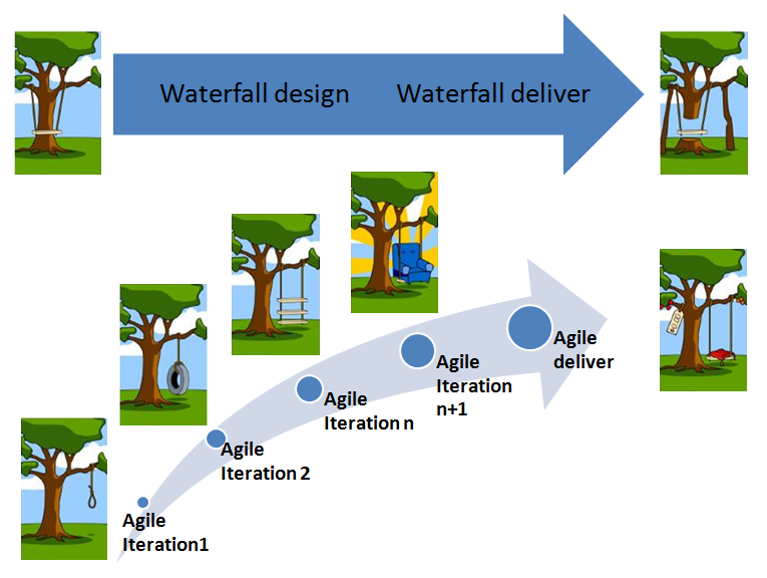 Waterfall design
Waterfall deliver
Agile
deliver
Agile
Iteration
n+1
Agile
Iteration n
Agile
Iteration 2
Agile
Iteration1